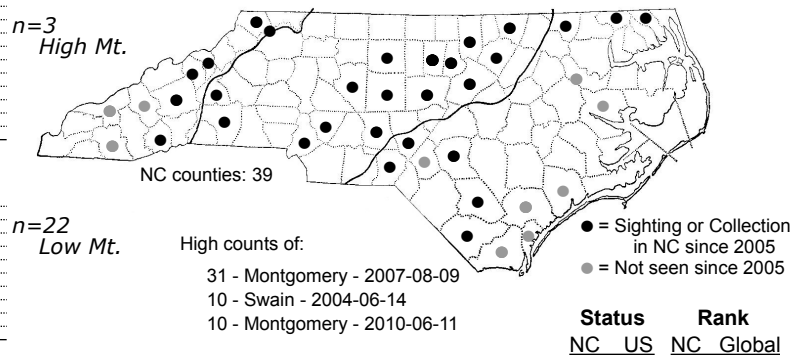 n=3
High Mt.
NC counties: 39
n=22
Low Mt.
High counts of:
31 - Montgomery - 2007-08-09
10 - Swain - 2004-06-14
10 - Montgomery - 2010-06-11
= Sighting or Collection
in NC since 2005
= Not seen since 2005
Status Rank
NC US NC Global